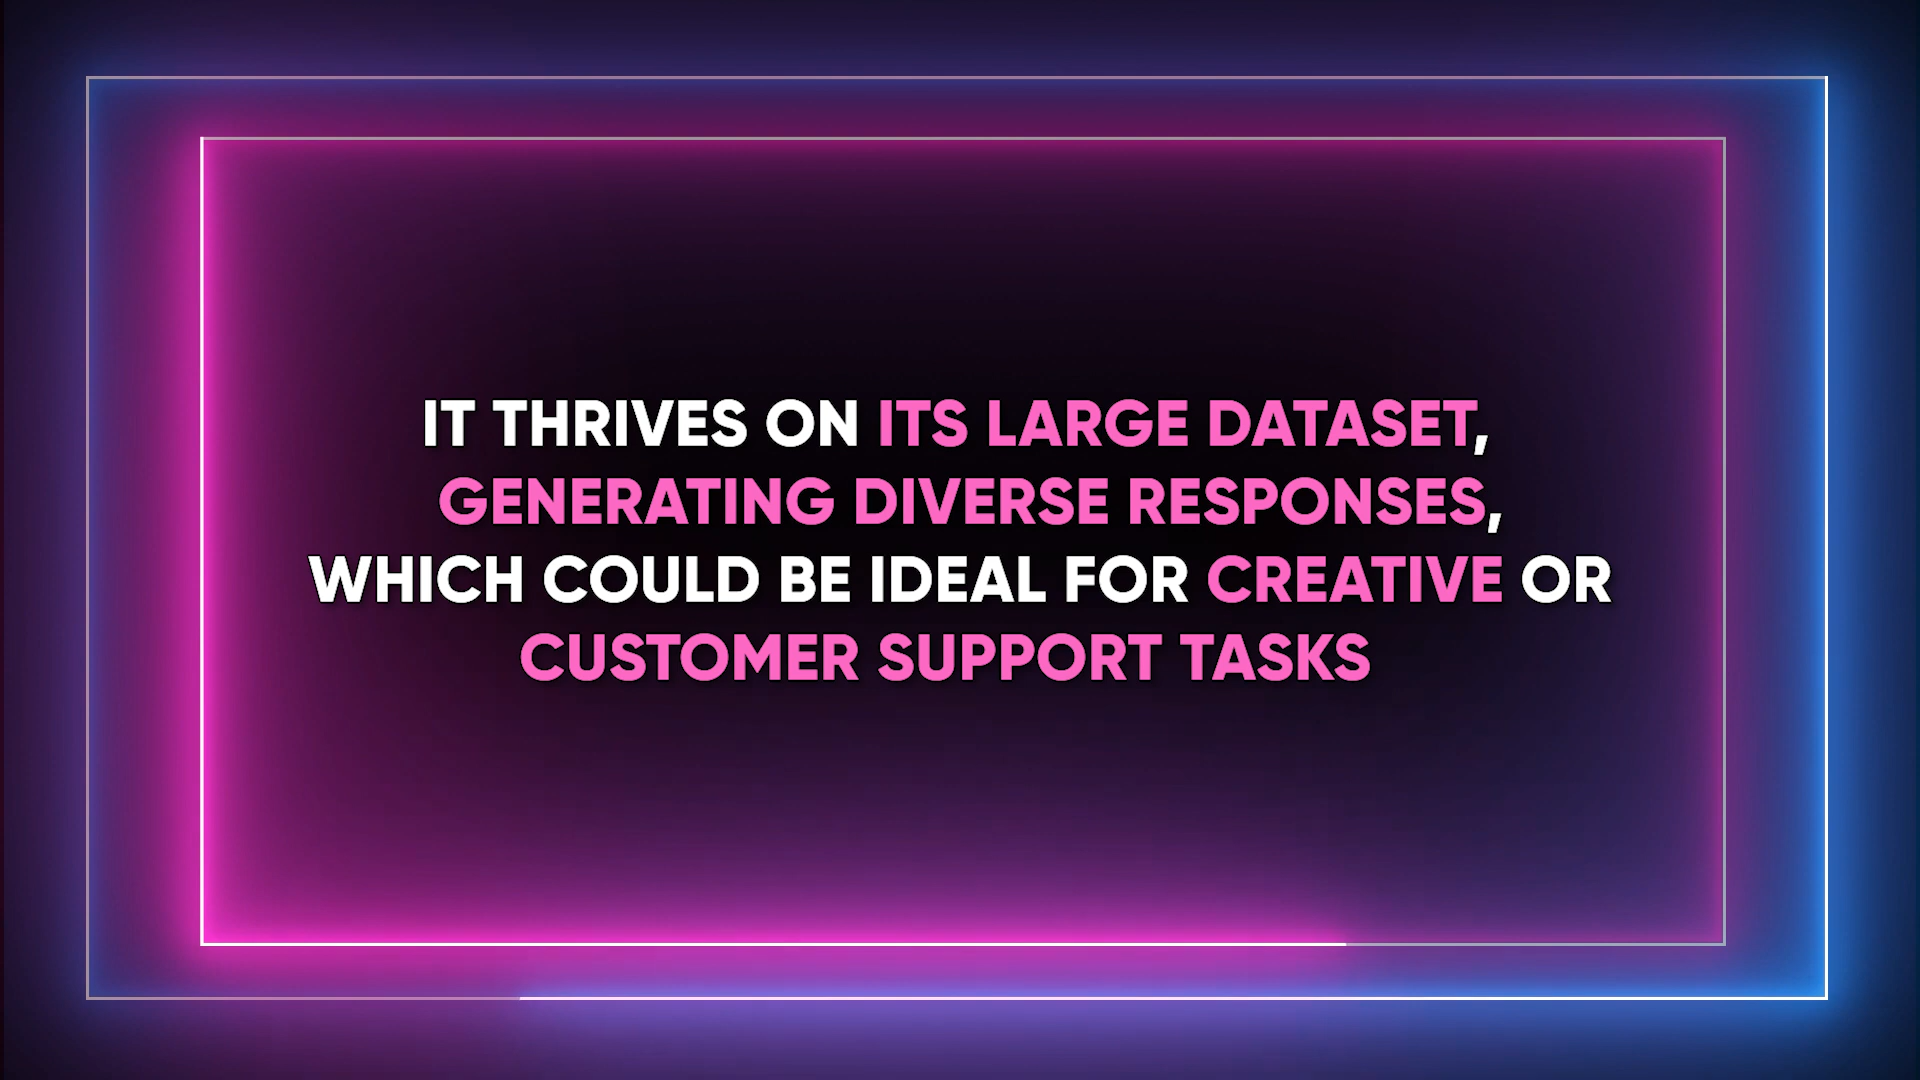 IT THRIVES ON ITS LARGE DATASET,
GENERATING DIVERSE RESPONSES,
WHICH COULD BE IDEAL FOR CREATIVE OR
CUSTOMER SUPPORT TASKS